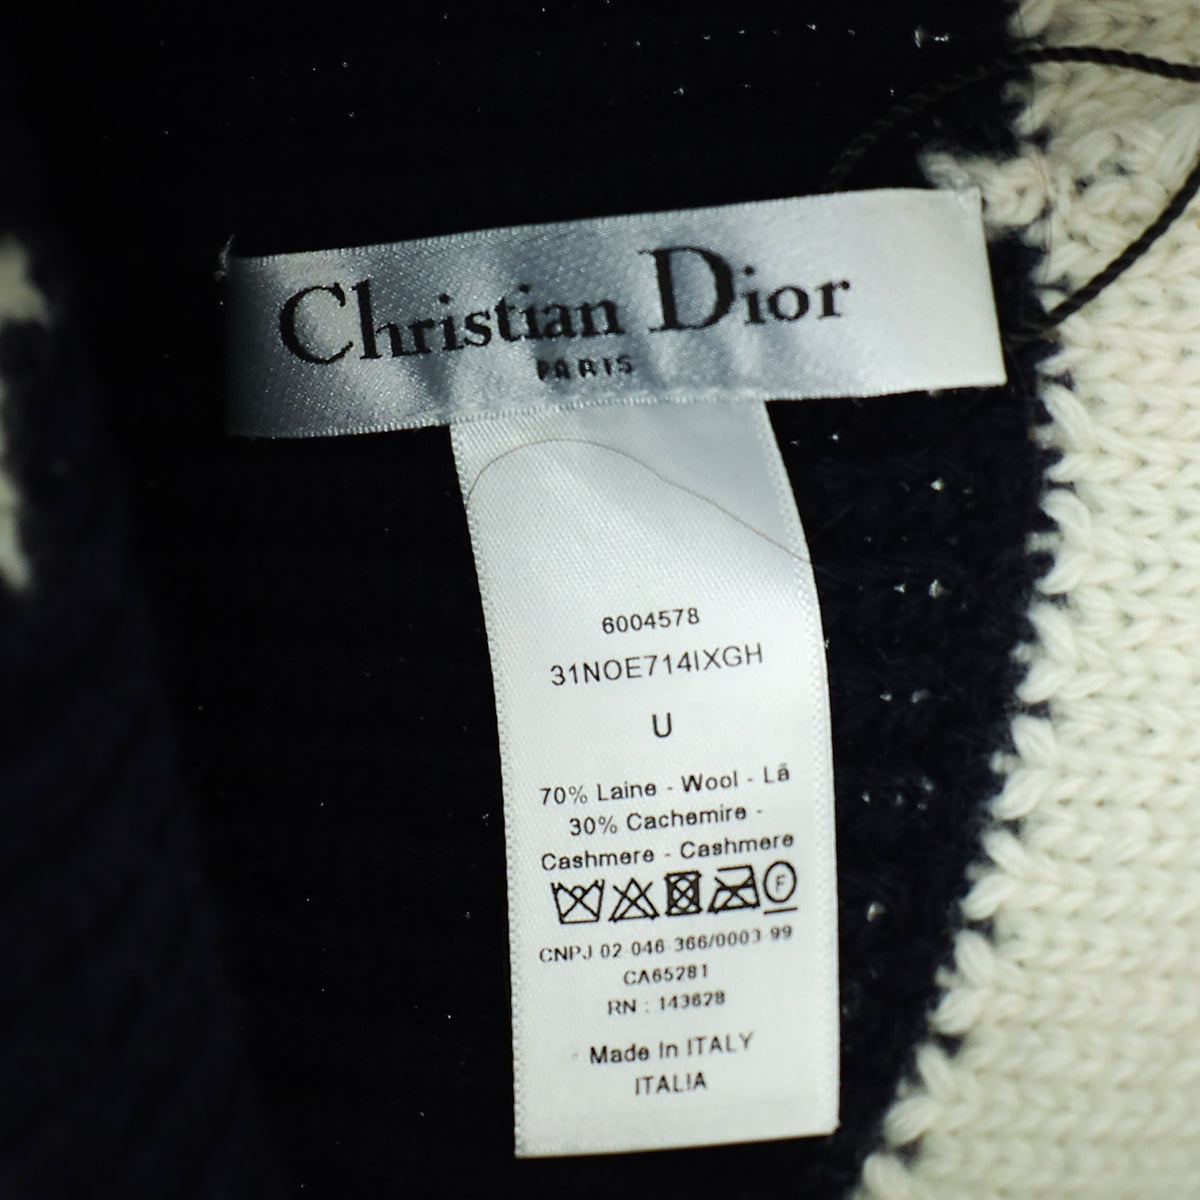 Christian Dior
PARIS
6004578
31NOE714IXGH
U
70% Laine - Wool - Lã
30% Cachemire -
Cashmere - Cashmere
F
CNPJ 02 046 366/0003 99
CA65281
RN : 143628
Made In ITALY
ITALIA